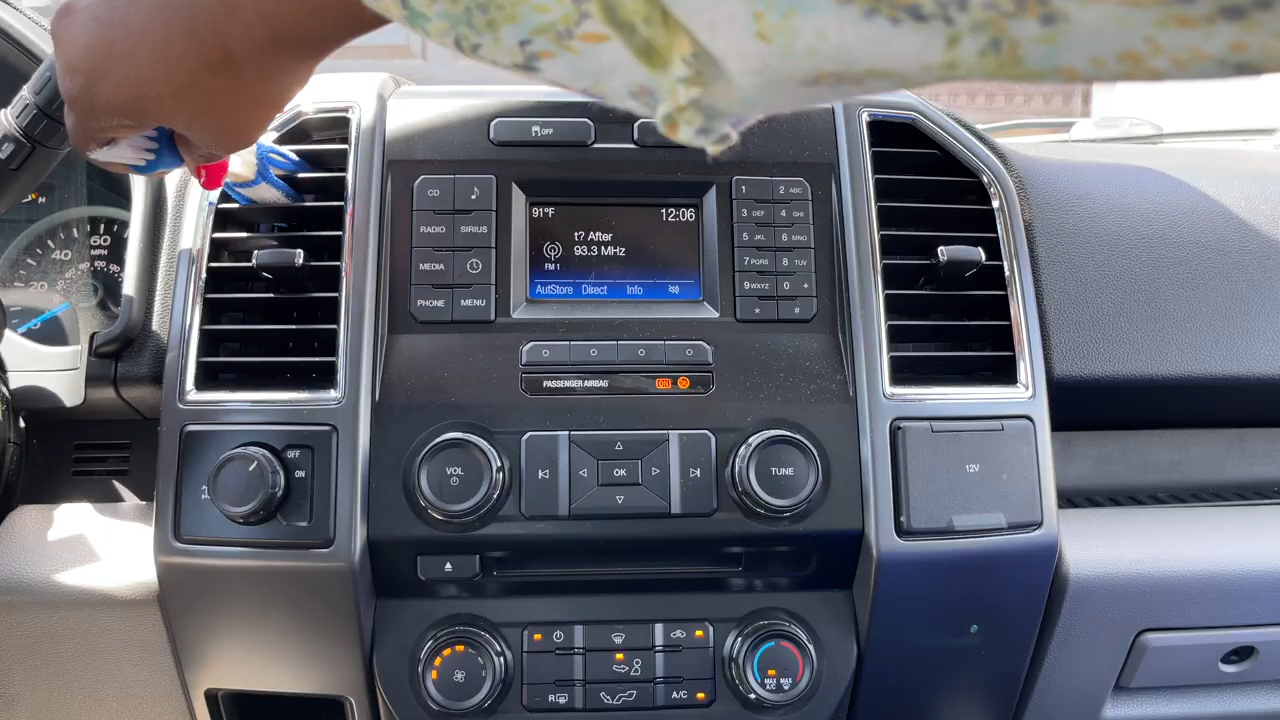 OFF
H
60
MPH
40
20
CD
RADIO SIRIUS
MEDIA
PHONE MENU
91°F 12:06
t? After
93.3 MHz
FM 1
AutoStore Direct Info
1 2 ABC
3 DEF 4 GHI
5 JKL 6 MNO
7 PQRS 8 TUV
9 WXYZ 0 +
* #
PASSENGER AIRBAG ON
OFF
ON
VOL
OK
TUNE
12V
R
A/C
MAX A/C
MAX